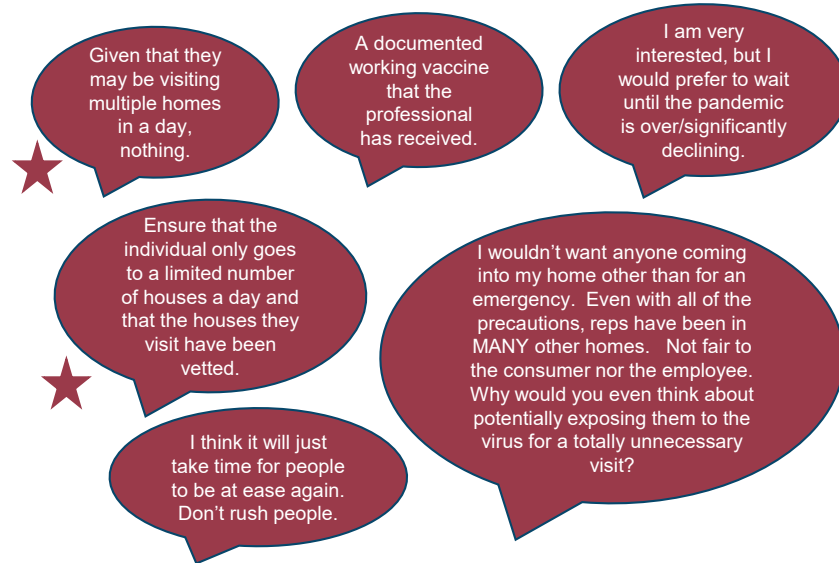 Given that they
may be visiting
multiple homes
in a day,
nothing.
A documented
working vaccine
that the
professional
has received.
I am very
interested, but I
would prefer to wait
until the pandemic
is over/significantly
declining.
Ensure that the
individual only goes
to a limited number
of houses a day and
that the houses they
visit have been
vetted.
I wouldn’t want anyone coming
into my home other than for an
emergency.  Even with all of the
precautions, reps have been in
MANY other homes.   Not fair to
the consumer nor the employee.
Why would you even think about
potentially exposing them to the
virus for a totally unnecessary
visit?
I think it will just
take time for people
to be at ease again.
Don’t rush people.